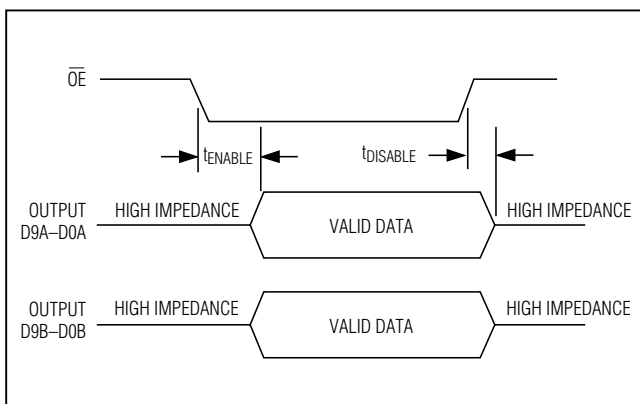 O̅E̅
tENABLE
tDISABLE
OUTPUT
D9A–D0A
HIGH IMPEDANCE
VALID DATA
HIGH IMPEDANCE
OUTPUT
D9B–D0B
HIGH IMPEDANCE
VALID DATA
HIGH IMPEDANCE